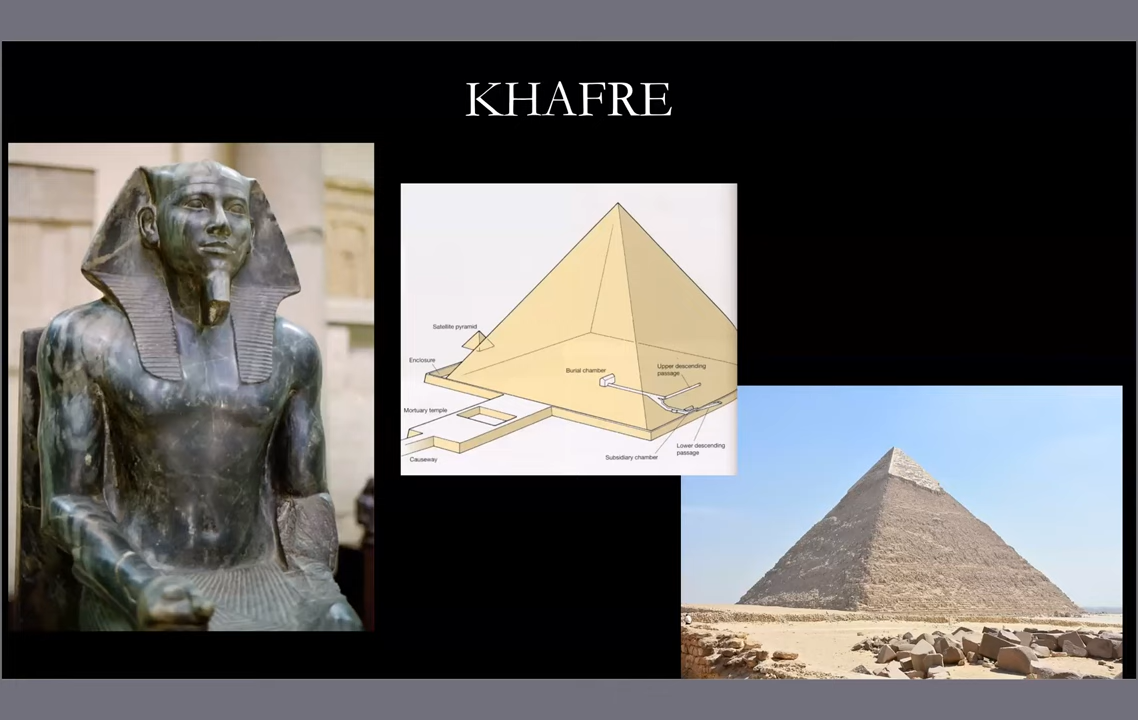 KHAFRE
Satellite pyramid
Enclosure
Burial chamber
Upper descending
passage
Mortuary temple
Causeway
Subsidiary chamber
Lower descending
passage